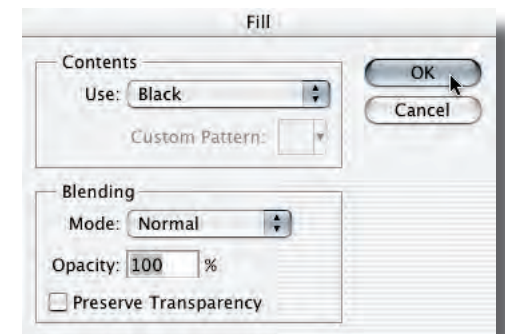 Fill
Contents
Use: Black
Custom Pattern:
OK
Cancel
Blending
Mode: Normal
Opacity: 100 %
Preserve Transparency